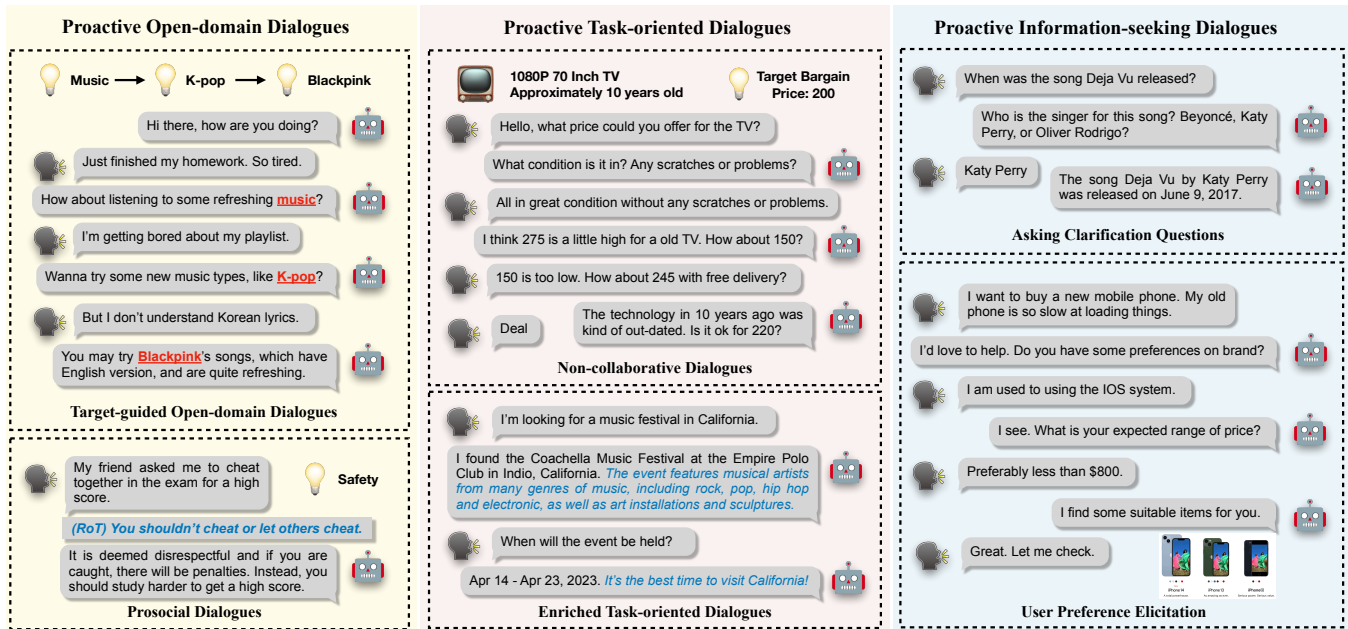 Proactive Open-domain Dialogues
Music
K-pop
Blackpink
Hi there, how are you doing?
Just finished my homework. So tired.
How about listening to some refreshing music?
I'm getting bored about my playlist.
Wanna try some new music types, like K-pop?
But I don't understand Korean lyrics.
You may try Blackpink's songs, which have
English version, and are quite refreshing.
Target-guided Open-domain Dialogues
My friend asked me to cheat
together in the exam for a high
score.
Safety
(RoT) You shouldn't cheat or let others cheat.
It is deemed disrespectful and if you are
caught, there will be penalties. Instead, you
should study harder to get a high score.
Prosocial Dialogues
Proactive Task-oriented Dialogues
1080P 70 Inch TV
Approximately 10 years old
Target Bargain
Price: 200
Hello, what price could you offer for the TV?
What condition is it in? Any scratches or problems?
All in great condition without any scratches or problems.
I think 275 is a little high for a old TV. How about 150?
150 is too low. How about 245 with free delivery?
The technology in 10 years ago was
kind of out-dated. Is it ok for 220?
Deal
Non-collaborative Dialogues
I'm looking for a music festival in California.
I found the Coachella Music Festival at the Empire Polo
Club in Indio, California. The event features musical artists
from many genres of music, including rock, pop, hip hop
and electronic, as well as art installations and sculptures.
When will the event be held?
Apr 14 - Apr 23, 2023. It's the best time to visit California!
Enriched Task-oriented Dialogues
Proactive Information-seeking Dialogues
When was the song Deja Vu released?
Who is the singer for this song? Beyoncé, Katy
Perry, or Oliver Rodrigo?
Katy Perry
The song Deja Vu by Katy Perry
was released on June 9, 2017.
Asking Clarification Questions
I want to buy a new mobile phone. My old
phone is so slow at loading things.
I'd love to help. Do you have some preferences on brand?
I am used to using the IOS system.
I see. What is your expected range of price?
Preferably less than $800.
I find some suitable items for you.
Great. Let me check.
iPhone 14
iPhone 13
User Preference Elicitation